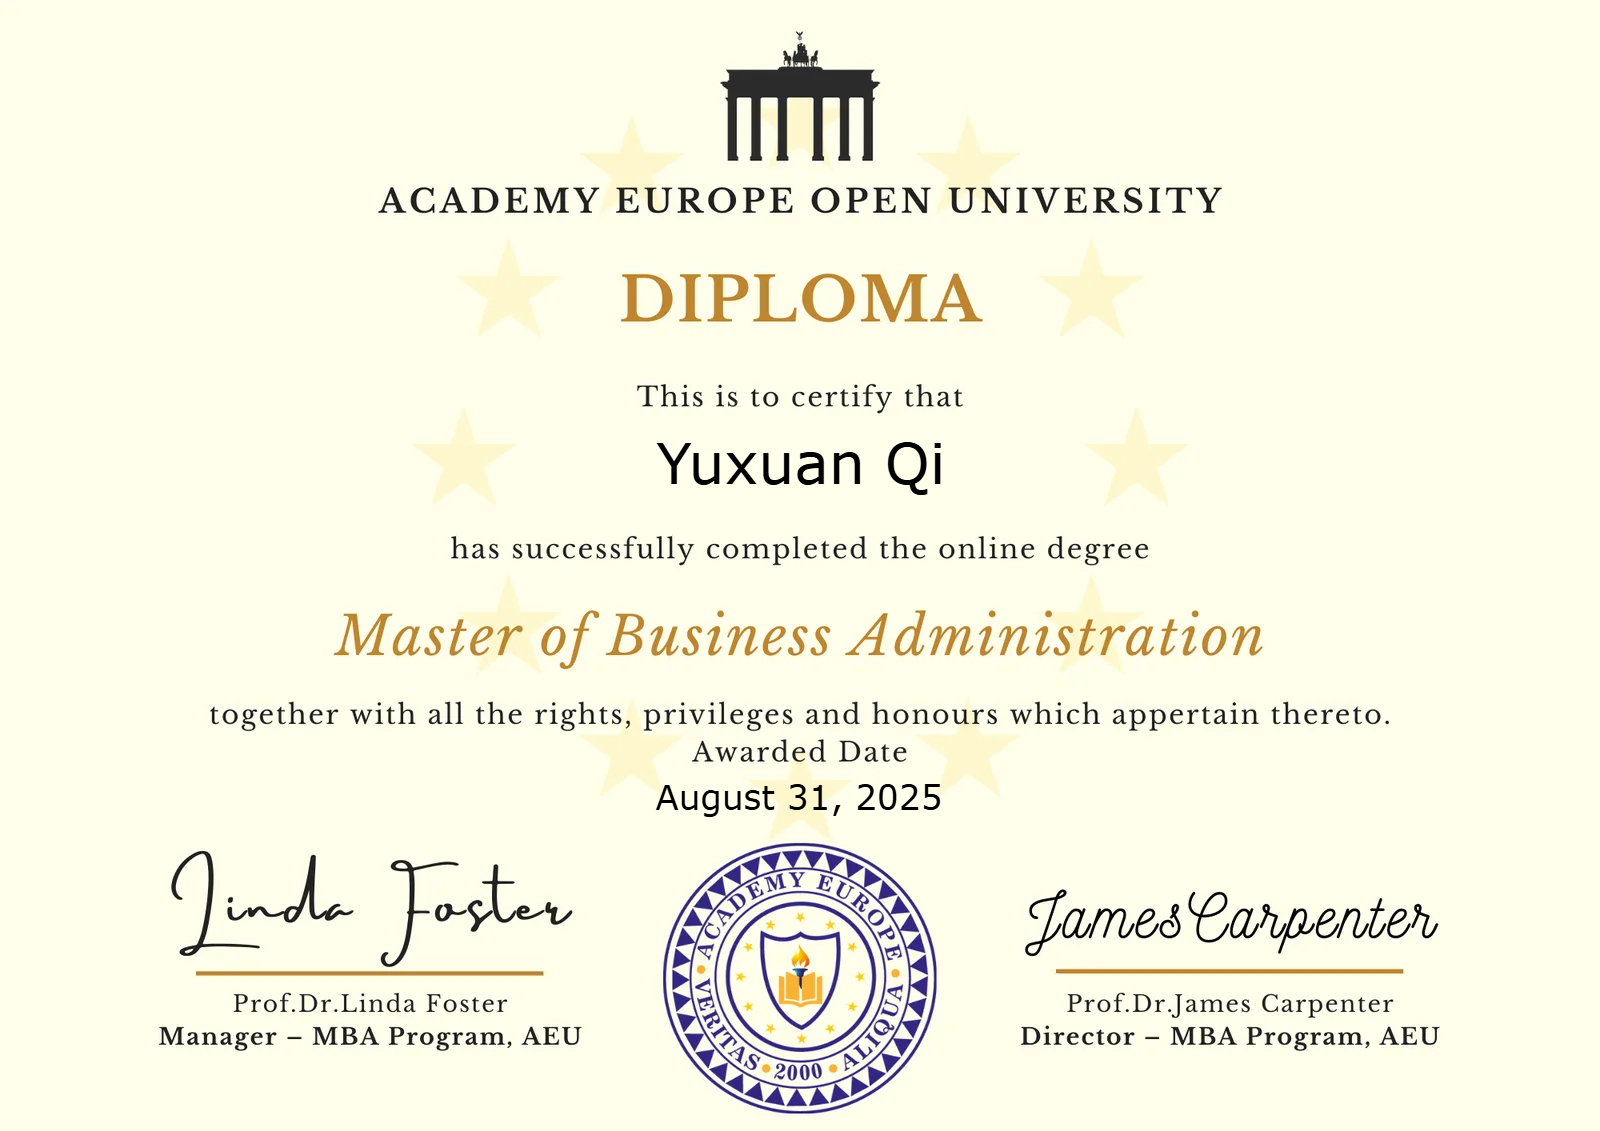 ACADEMY EUROPE OPEN UNIVERSITY
DIPLOMA
This is to certify that
Yuxuan Qi
has successfully completed the online degree
Master of Business Administration
together with all the rights, privileges and honours which appertain thereto.
Awarded Date
August 31, 2025
Linda Foster
Prof.Dr.Linda Foster
Manager – MBA Program, AEU
ACADEMY EUROPE
VERITAS • 2000 • ALIQUA
James Carpenter
Prof.Dr.James Carpenter
Director – MBA Program, AEU